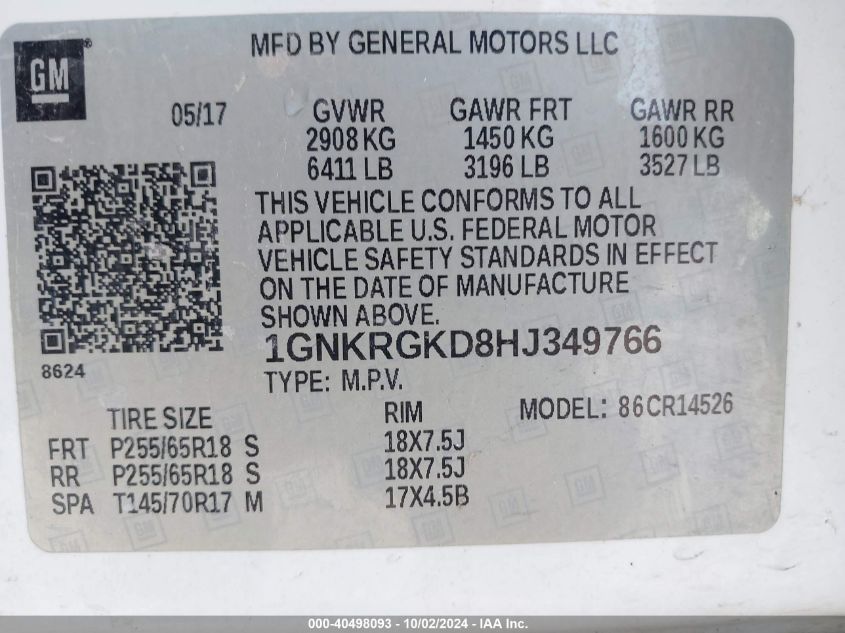 MFD BY GENERAL MOTORS LLC
GM®
05/17 GVWR GAWR FRT GAWR RR
2908 KG 1450 KG 1600 KG
6411 LB 3196 LB 3527 LB
THIS VEHICLE CONFORMS TO ALL
APPLICABLE U.S. FEDERAL MOTOR
VEHICLE SAFETY STANDARDS IN EFFECT
ON THE DATE OF MANUFACTURE
SHOWN ABOVE.
1GNKRGKD8HJ349766
8624
TYPE: M.P.V.
TIRE SIZE RIM MODEL: 86CR14526
FRT P255/65R18 S 18X7.5J
RR P255/65R18 S 18X7.5J
SPA T145/70R17 M 17X4.5B
000-40498093 - 10/02/2024 - IAA Inc.